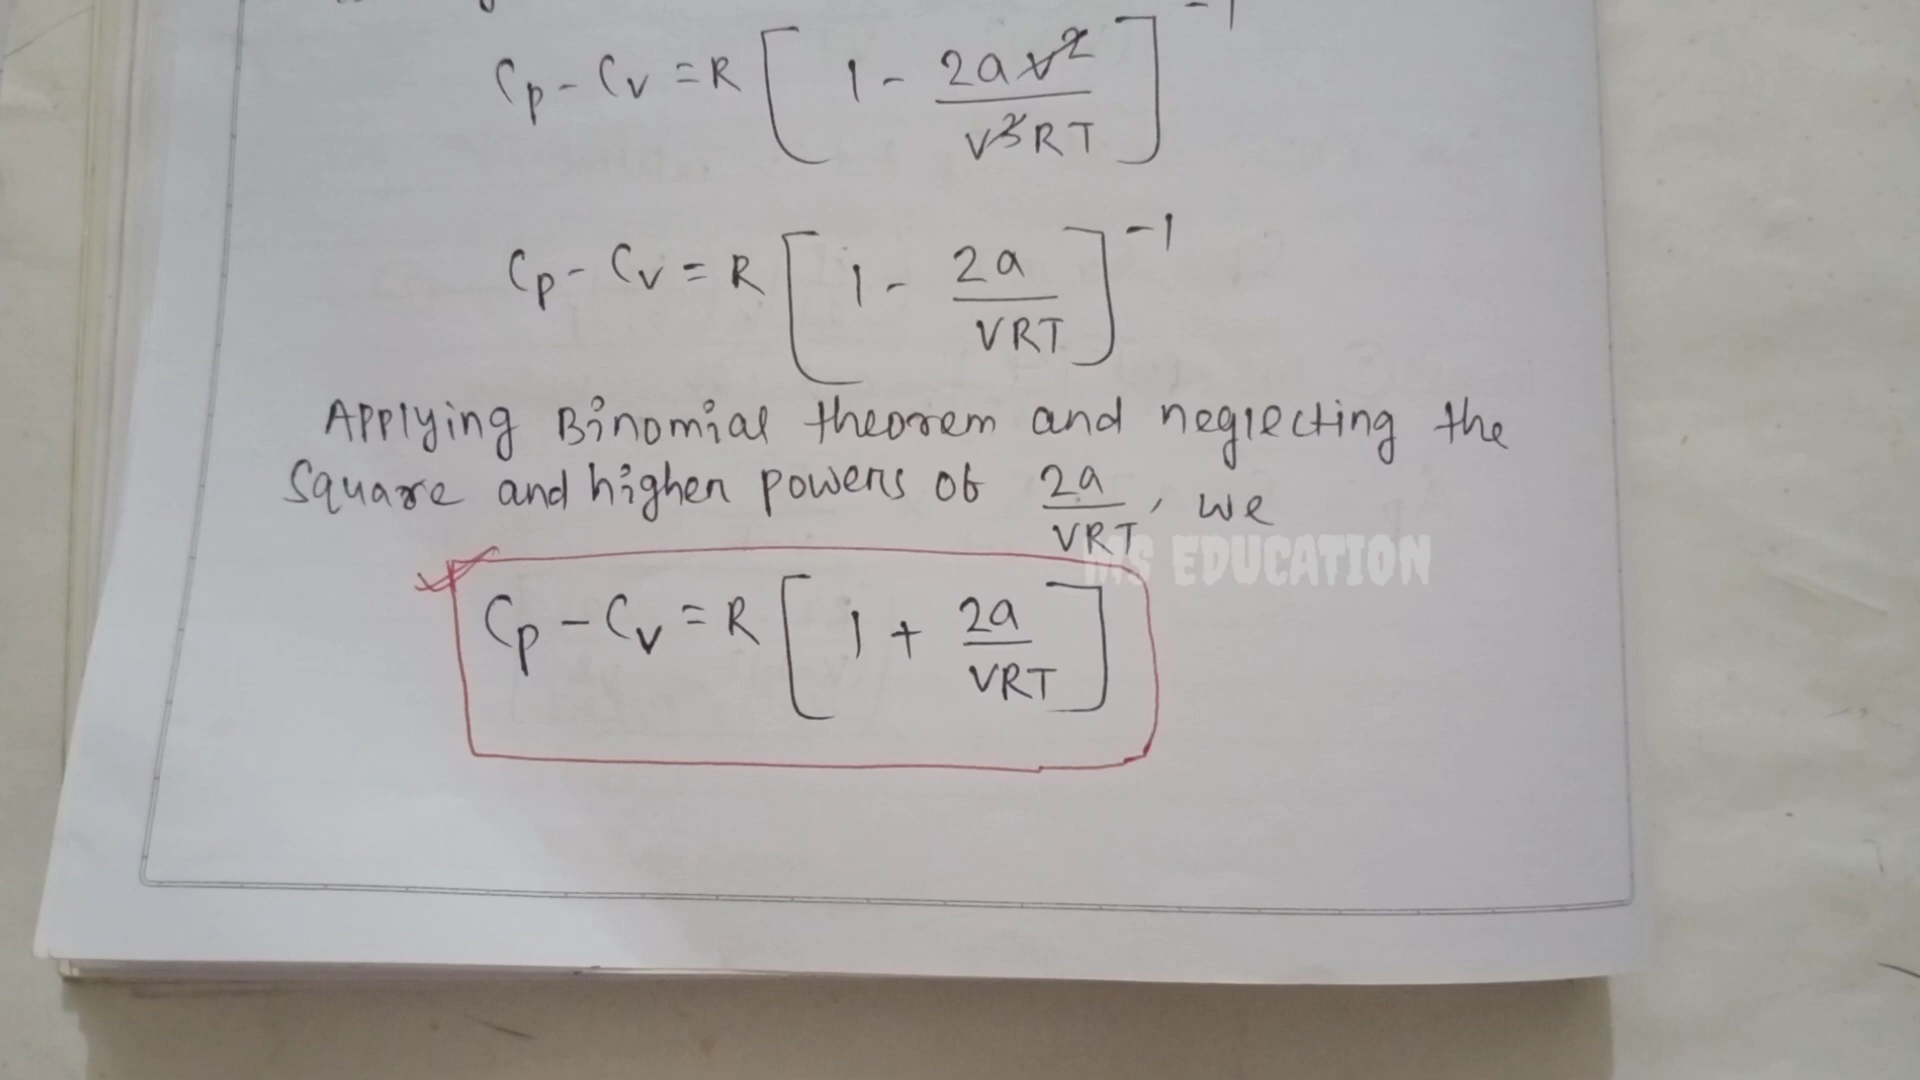 Cp - Cv = R [ 1 - 2av² / v³RT ]⁻¹
Cp - Cv = R [ 1 - 2a / VRT ]⁻¹
Applying Binomial theorem and neglecting the
Square and higher powers of 2a / VRT, we
MS EDUCATION
Cp - Cv = R [ 1 + 2a / VRT ]